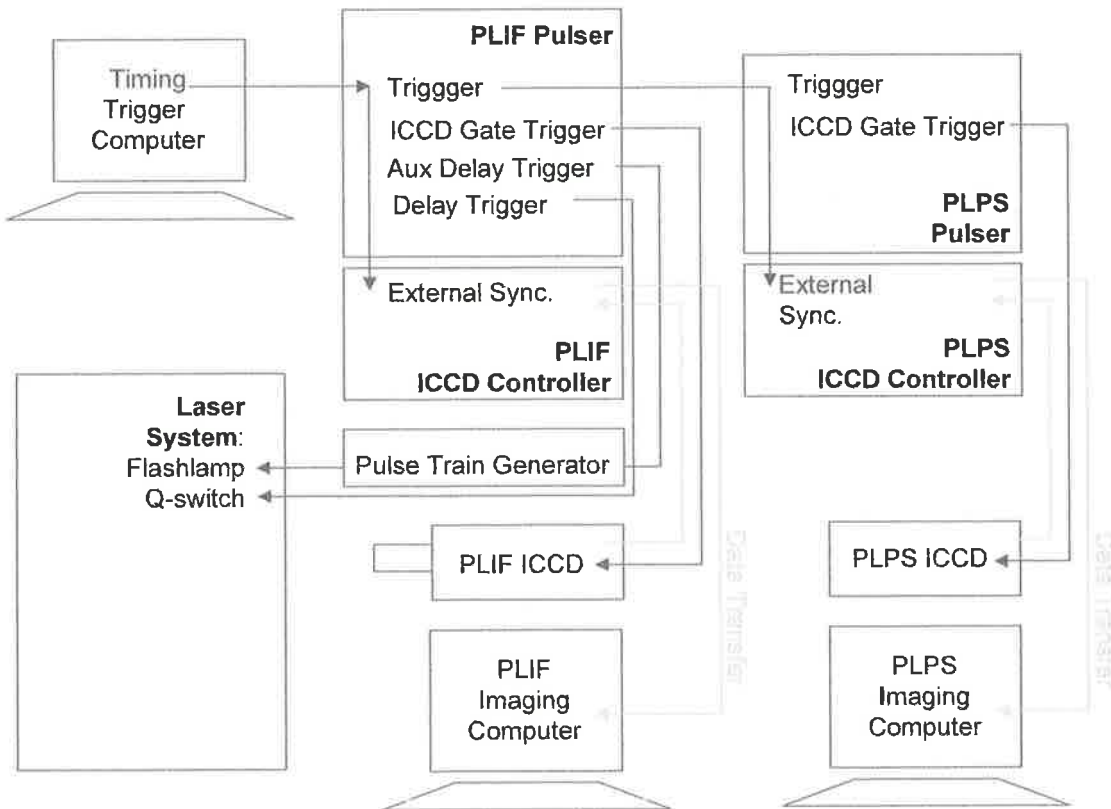 Timing
Trigger
Computer
PLIF Pulser
Triggger
ICCD Gate Trigger
Aux Delay Trigger
Delay Trigger
Triggger
ICCD Gate Trigger
PLPS
Pulser
External Sync.
PLIF
ICCD Controller
External
Sync.
PLPS
ICCD Controller
Laser
System:
Flashlamp
Q-switch
Pulse Train Generator
PLIF ICCD
Data Transfer
PLPS ICCD
Data Transfer
PLIF
Imaging
Computer
PLPS
Imaging
Computer